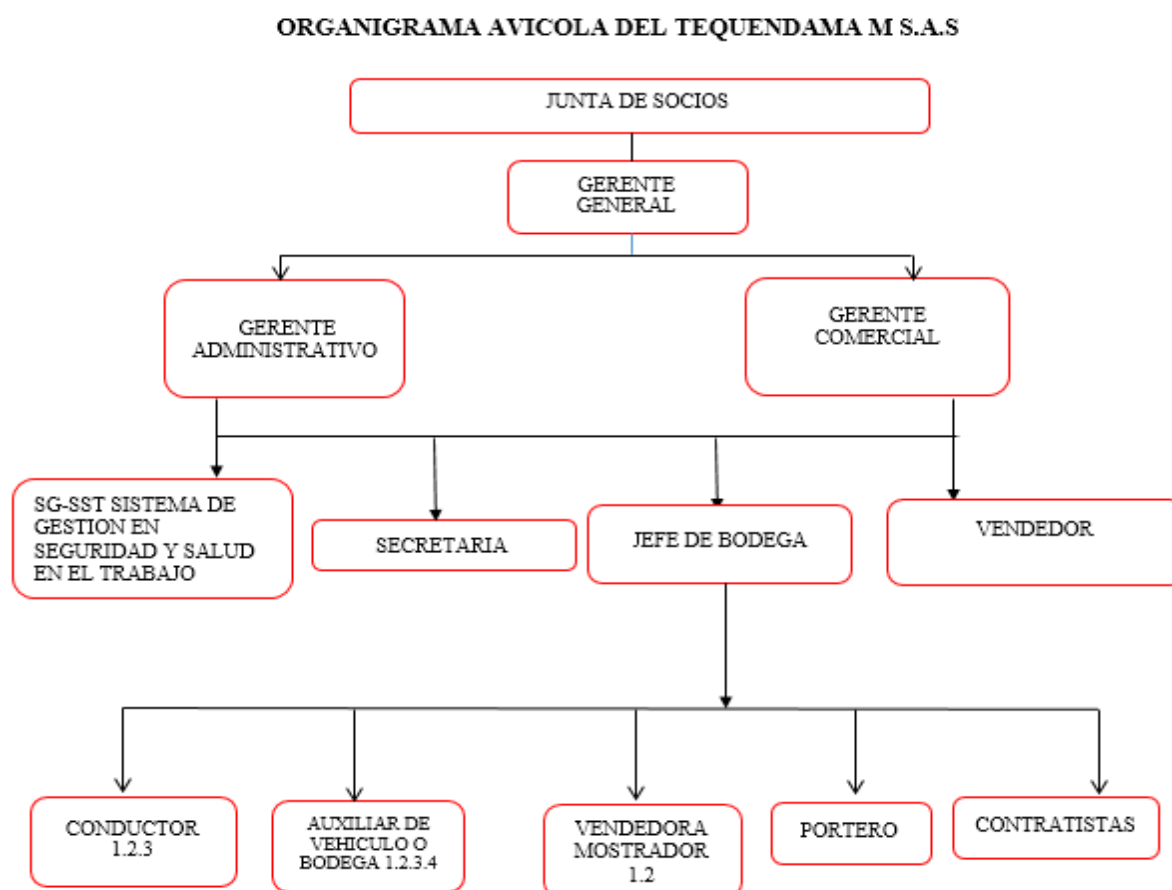 ORGANIGRAMA AVICOLA DEL TEQUENDAMA M S.A.S
JUNTA DE SOCIOS
GERENTE
GENERAL
GERENTE
ADMINISTRATIVO
GERENTE
COMERCIAL
SG-SST SISTEMA DE
GESTION EN
SEGURIDAD Y SALUD
EN EL TRABAJO
SECRETARIA
JEFE DE BODEGA
VENDEDOR
CONDUCTOR
1.2.3
AUXILIAR DE
VEHICULO O
BODEGA 1.2.3.4
VENDEDORA
MOSTRADOR
1.2
PORTERO
CONTRATISTAS